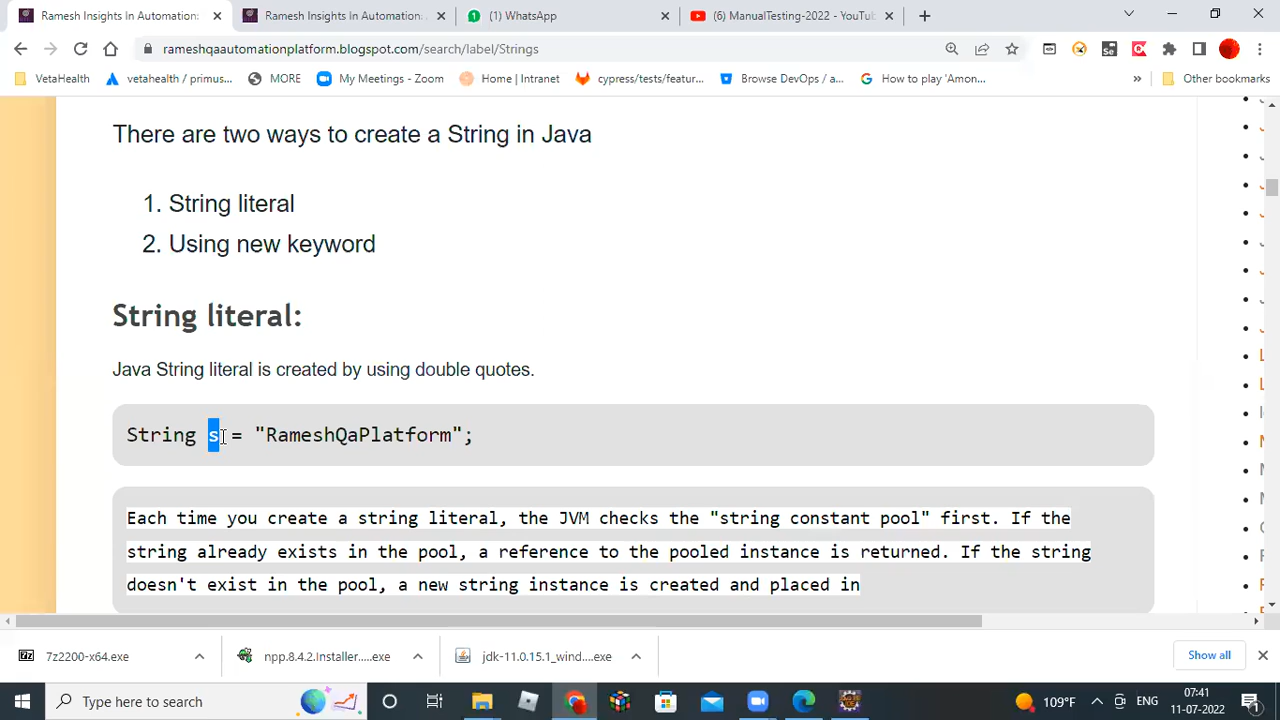 Ramesh Insights In Automation:
Ramesh Insights In Automation:
(1) WhatsApp
(6) ManualTesting-2022 - YouTu
rameshqaautomationplatform.blogspot.com/search/label/Strings
VetaHealth
vetahealth / primus...
MORE
My Meetings - Zoom
Home | Intranet
cypress/tests/featur...
Browse DevOps / a...
How to play 'Amon...
»
Other bookmarks
There are two ways to create a String in Java
1. String literal
2. Using new keyword
String literal:
Java String literal is created by using double quotes.
String s = "RameshQaPlatform";
Each time you create a string literal, the JVM checks the "string constant pool" first. If the
string already exists in the pool, a reference to the pooled instance is returned. If the string
doesn't exist in the pool, a new string instance is created and placed in
7z2200-x64.exe
npp.8.4.2.Installer.....exe
jdk-11.0.15.1_wind....exe
Show all
Type here to search
109°F
ENG
07:41
11-07-2022